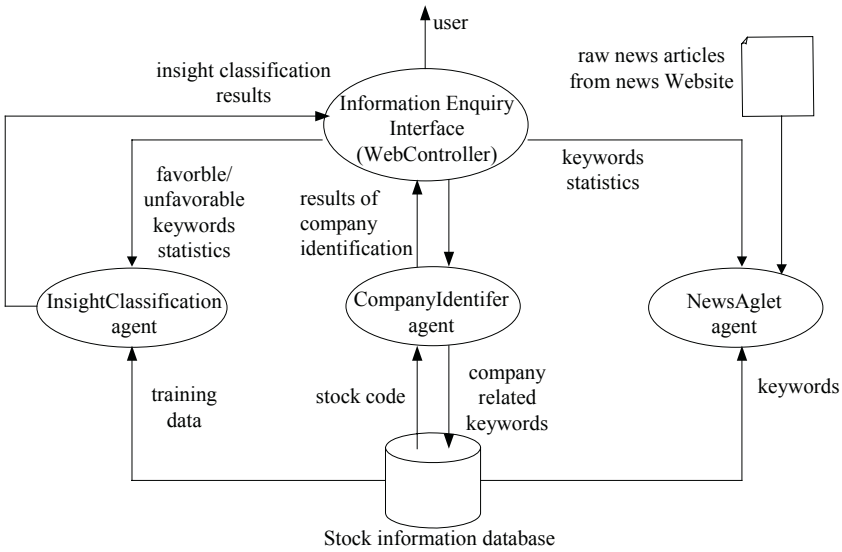 user
raw news articles
from news Website
insight classification
results
Information Enquiry
Interface
(WebController)
keywords
statistics
favorble/
unfavorable
keywords
statistics
results of
company
identification
InsightClassification
agent
CompanyIdentifer
agent
NewsAglet
agent
training
data
stock code
company
related
keywords
keywords
Stock information database